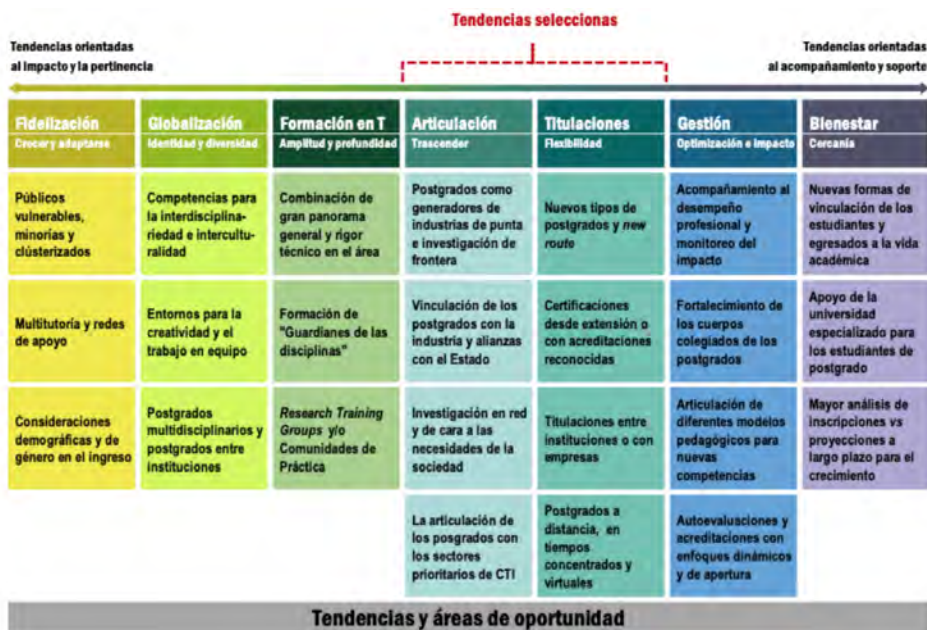 Tendencias seleccionas
Tendencias orientadas
al impacto y la pertinencia
Tendencias orientadas
al acompañamiento y soporte
Fidelización
Crecer y adaptarse
Globalización
Identidad y diversidad
Formación en T
Amplitud y profundidad
Articulación
Trascender
Titulaciones
Flexibilidad
Gestión
Optimización e impacto
Bienestar
Cercanía
Públicos
vulnerables,
minorías y
clústerizados
Competencias para
la interdisciplina-
riedad e intercultu-
ralidad
Combinación de
gran panorama
general y rigor
técnico en el área
Postgrados como
generadores de
industrias de punta
e investigación de
frontera
Nuevos tipos de
postgrados y new
route
Acompañamiento al
desempeño
profesional y
monitoreo del
impacto
Nuevas formas de
vinculación de los
estudiantes y
egresados a la vida
académica
Multitutoría y redes
de apoyo
Entornos para la
creatividad y el
trabajo en equipo
Formación de
"Guardianes de las
disciplinas"
Vinculación de los
postgrados con la
industria y alianzas
con el Estado
Certificaciones
desde extensión o
con acreditaciones
reconocidas
Fortalecimiento de
los cuerpos
colegiados de los
postgrados
Apoyo de la
universidad
especializado para
los estudiantes de
postgrado
Consideraciones
demográficas y de
género en el ingreso
Postgrados
multidisciplinarios y
postgrados entre
instituciones
Research Training
Groups y/o
Comunidades de
Práctica
Investigación en red
y de cara a las
necesidades de la
sociedad
Titulaciones entre
instituciones o con
empresas
Articulación de
diferentes modelos
pedagógicos para
nuevas
competencias
Mayor análisis de
inscripciones vs
proyecciones a
largo plazo para el
crecimiento
La articulación de
los posgrados con
los sectores
prioritarios de CTI
Postgrados a
distancia, en
tiempos
concentrados y
virtuales
Autoevaluaciones y
acreditaciones con
enfoques dinámicos
y de apertura
Tendencias y áreas de oportunidad